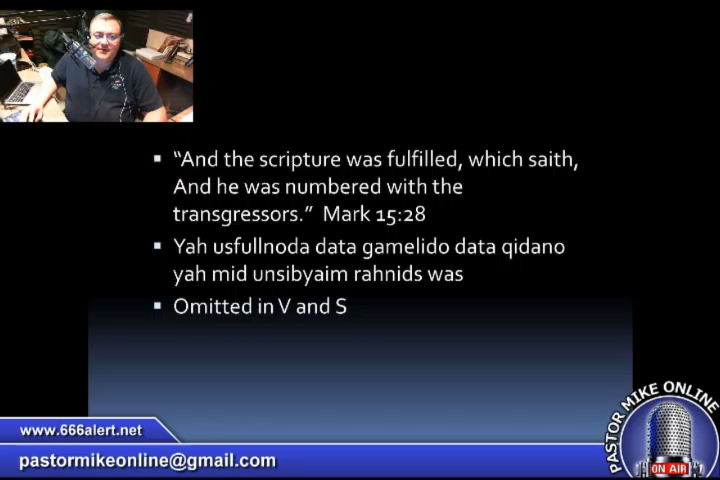 "And the scripture was fulfilled, which saith,
And he was numbered with the
transgressors." Mark 15:28
Yah usfullnoda data gamelido data qidano
yah mid unsibyaim rahnids was
Omitted in V and S
www.666alert.net
pastormikeonline@gmail.com
PASTOR MIKE ONLINE
ON AIR